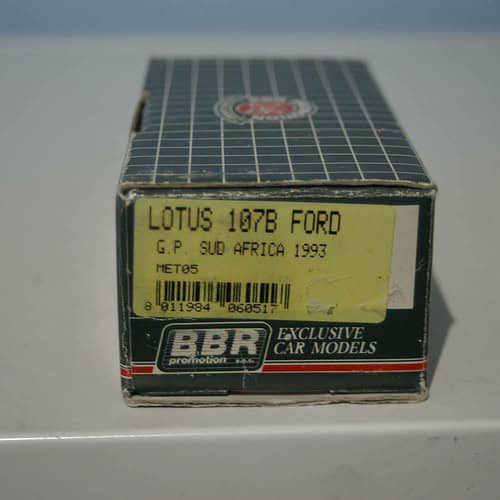 LOTUS 107B FORD
G.P. SUD AFRICA 1993
MET05
8 011984 060517
BBR
promotion s.n.c.
EXCLUSIVE
CAR MODELS